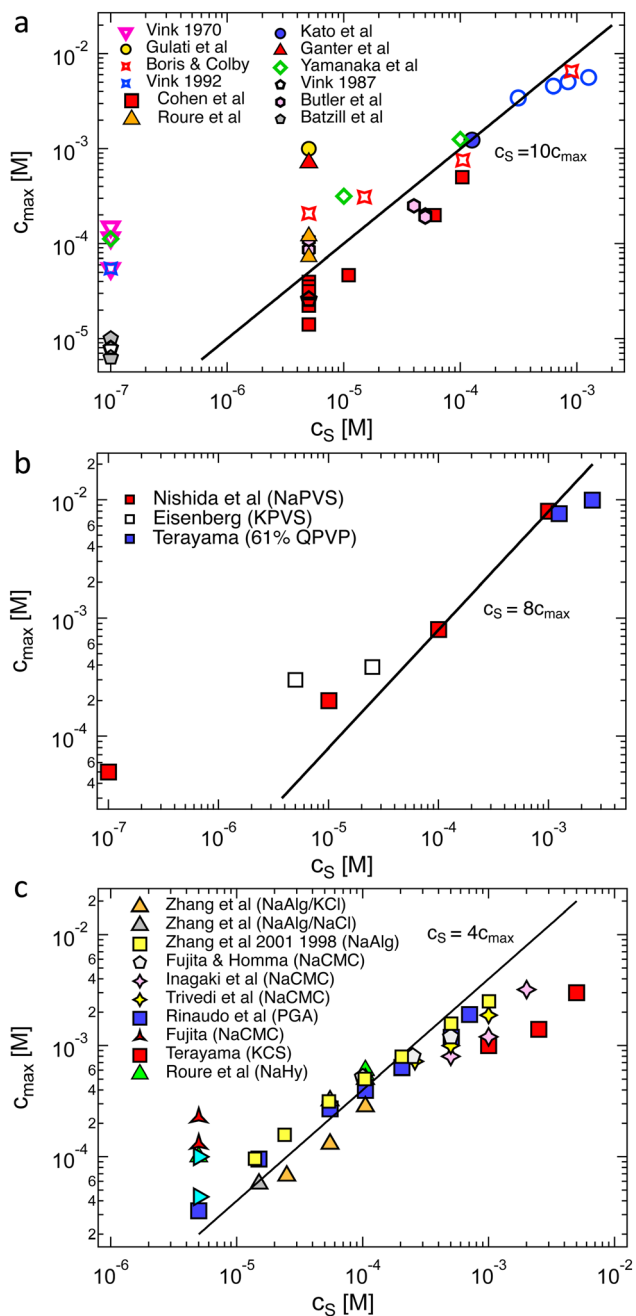 a
Vink 1970
Gulati et al
Boris & Colby
Vink 1992
Cohen et al
Roure et al
Kato et al
Ganter et al
Yamanaka et al
Vink 1987
Butler et al
Batzill et al
c_max [M]
10^-2
10^-3
10^-4
10^-5
c_S =10c_max
10^-7
10^-6
10^-5
10^-4
10^-3
c_S [M]
b
Nishida et al (NaPVS)
Eisenberg (KPVS)
Terayama (61% QPVP)
c_max [M]
2
10^-2
8
6
4
2
10^-3
8
6
4
2
10^-4
8
6
4
c_S = 8c_max
10^-7
10^-6
10^-5
10^-4
10^-3
c_S [M]
c
Zhang et al (NaAlg/KCl)
Zhang et al (NaAlg/NaCl)
Zhang et al 2001 1998 (NaAlg)
Fujita & Homma (NaCMC)
Inagaki et al (NaCMC)
Trivedi et al (NaCMC)
Rinaudo et al (PGA)
Fujita (NaCMC)
Terayama (KCS)
Roure et al (NaHy)
c_S = 4c_max
c_max [M]
2
10^-2
8
6
4
2
10^-3
8
6
4
2
10^-4
8
6
4
2
10^-6
10^-5
10^-4
10^-3
10^-2
c_S [M]